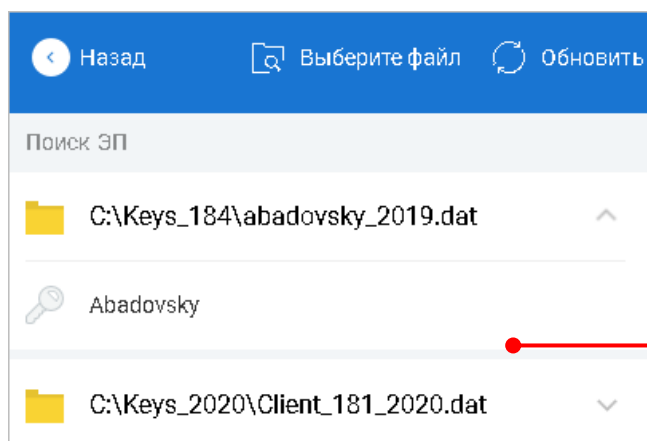 Назад Выберите файл Обновить
Поиск ЭП
C:\Keys_184\abadovsky_2019.dat
Abadovsky
C:\Keys_2020\Client_181_2020.dat